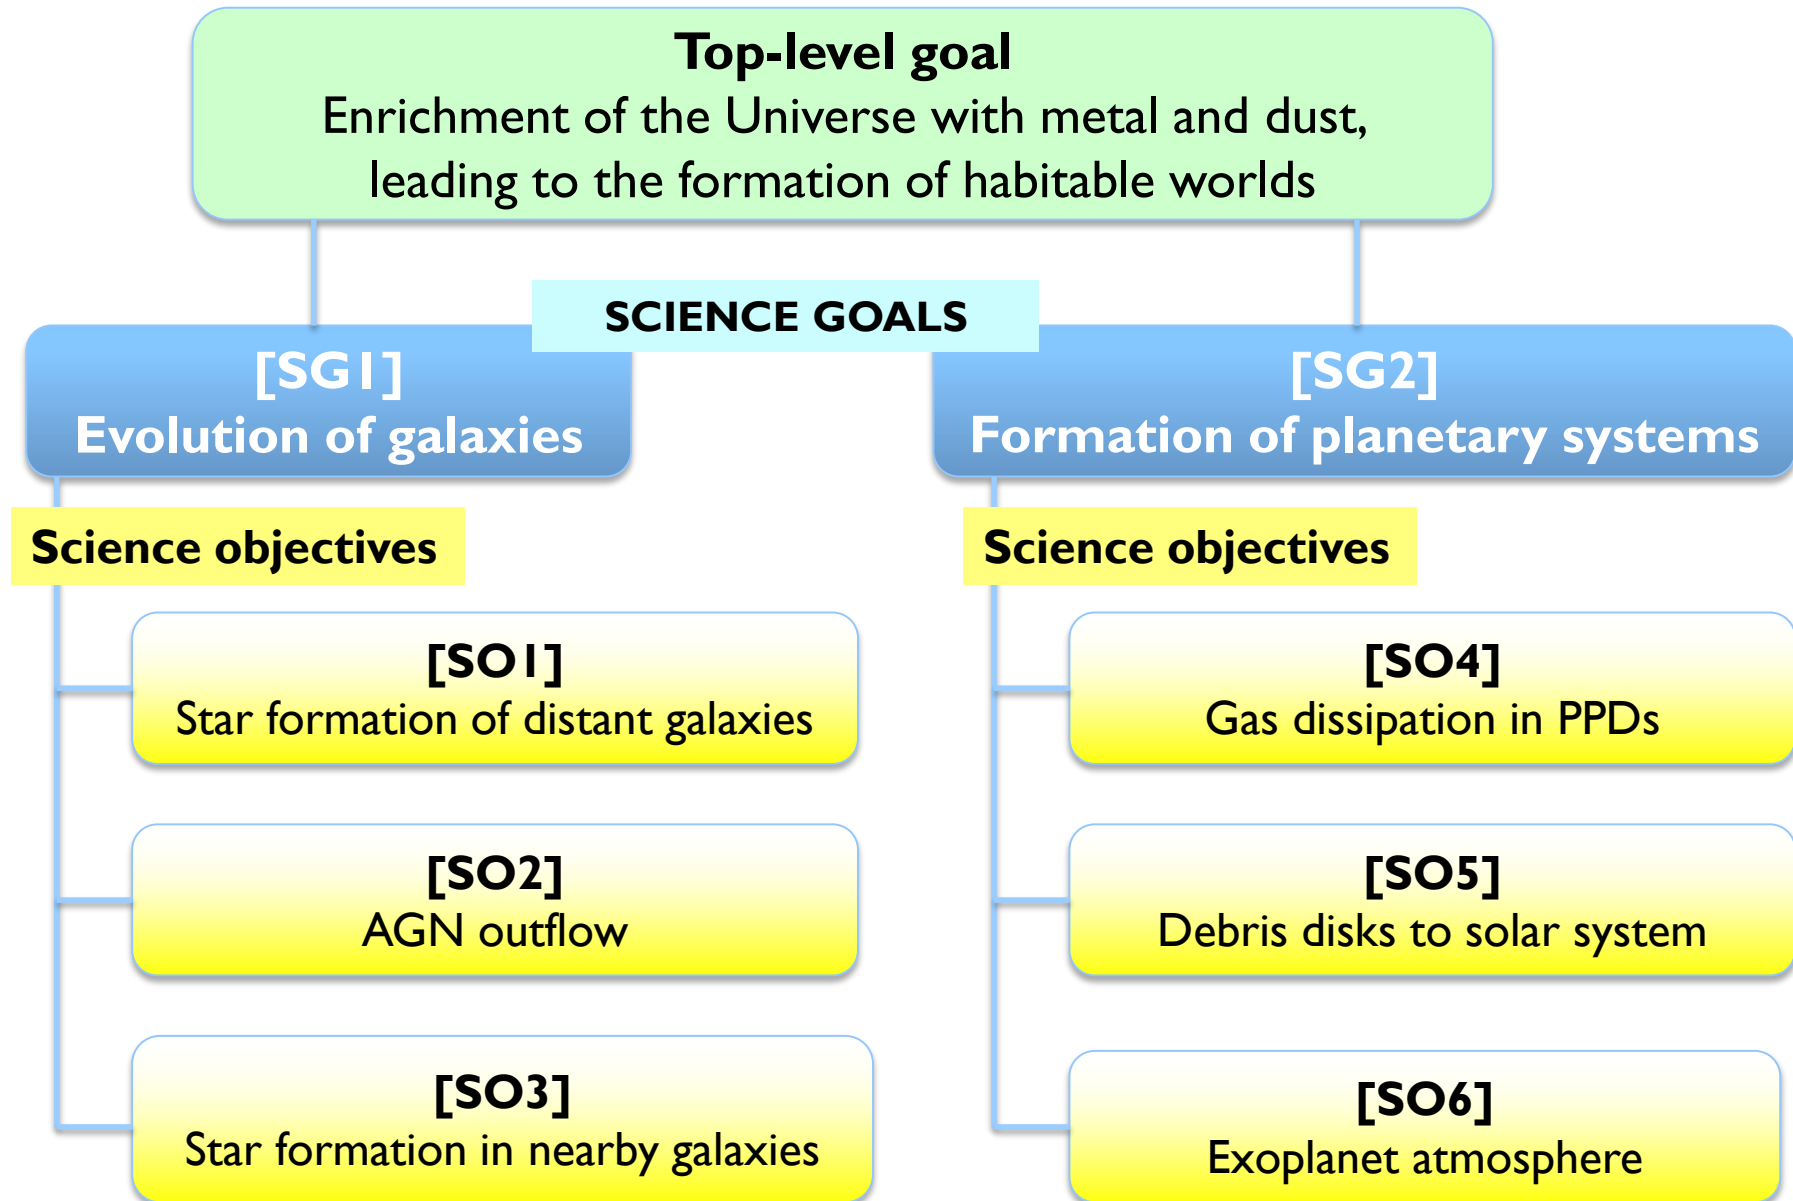 Top-level goal
Enrichment of the Universe with metal and dust,
leading to the formation of habitable worlds
SCIENCE GOALS
[SG1]
Evolution of galaxies
[SG2]
Formation of planetary systems
Science objectives
[SO1]
Star formation of distant galaxies
[SO2]
AGN outflow
[SO3]
Star formation in nearby galaxies
Science objectives
[SO4]
Gas dissipation in PPDs
[SO5]
Debris disks to solar system
[SO6]
Exoplanet atmosphere